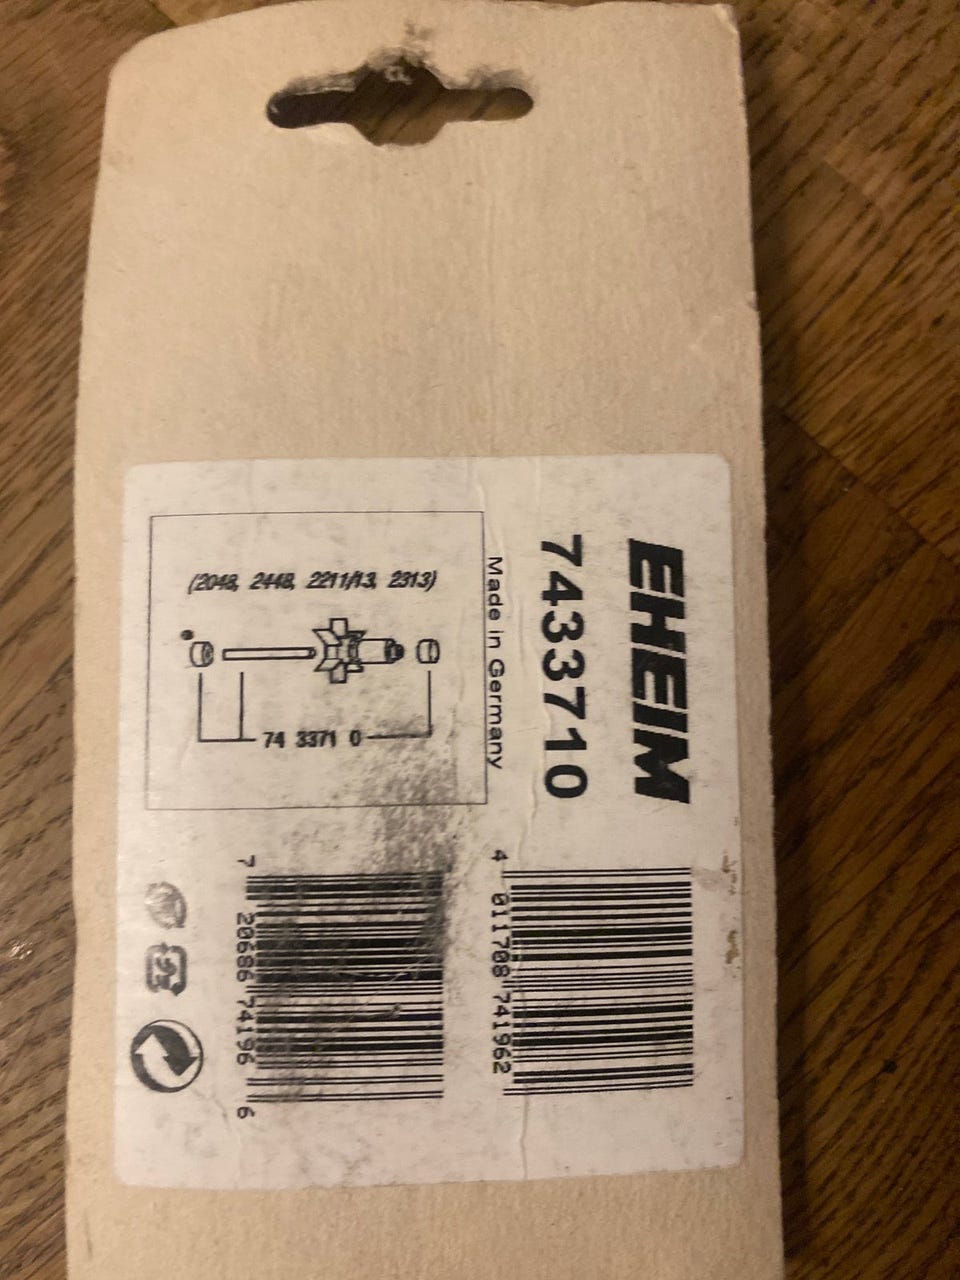 EHEIM
7433710
Made in Germany
(2048, 2448, 2211/13, 2313)
74 3371 0
4 011708 741962
7 20686 74196 6